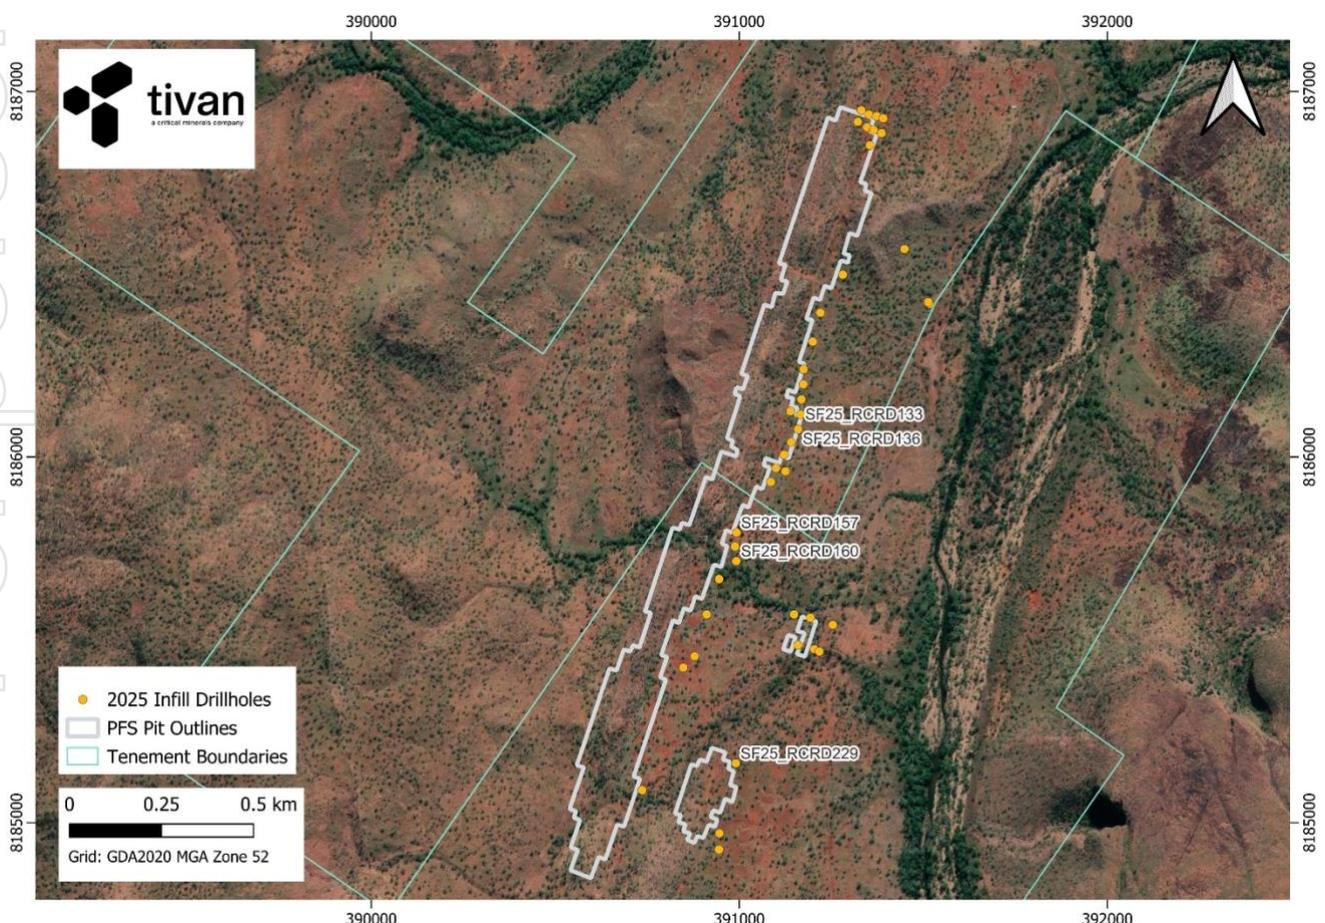 390000
391000
392000
8187000
8187000
tivan
a critical minerals company
SF25_RCRD133
SF25_RCRD136
8186000
8186000
SF25_RCRD157
SF25_RCRD160
2025 Infill Drillholes
PFS Pit Outlines
Tenement Boundaries
SF25_RCRD229
0 0.25 0.5 km
Grid: GDA2020 MGA Zone 52
8185000
8185000
390000
391000
392000